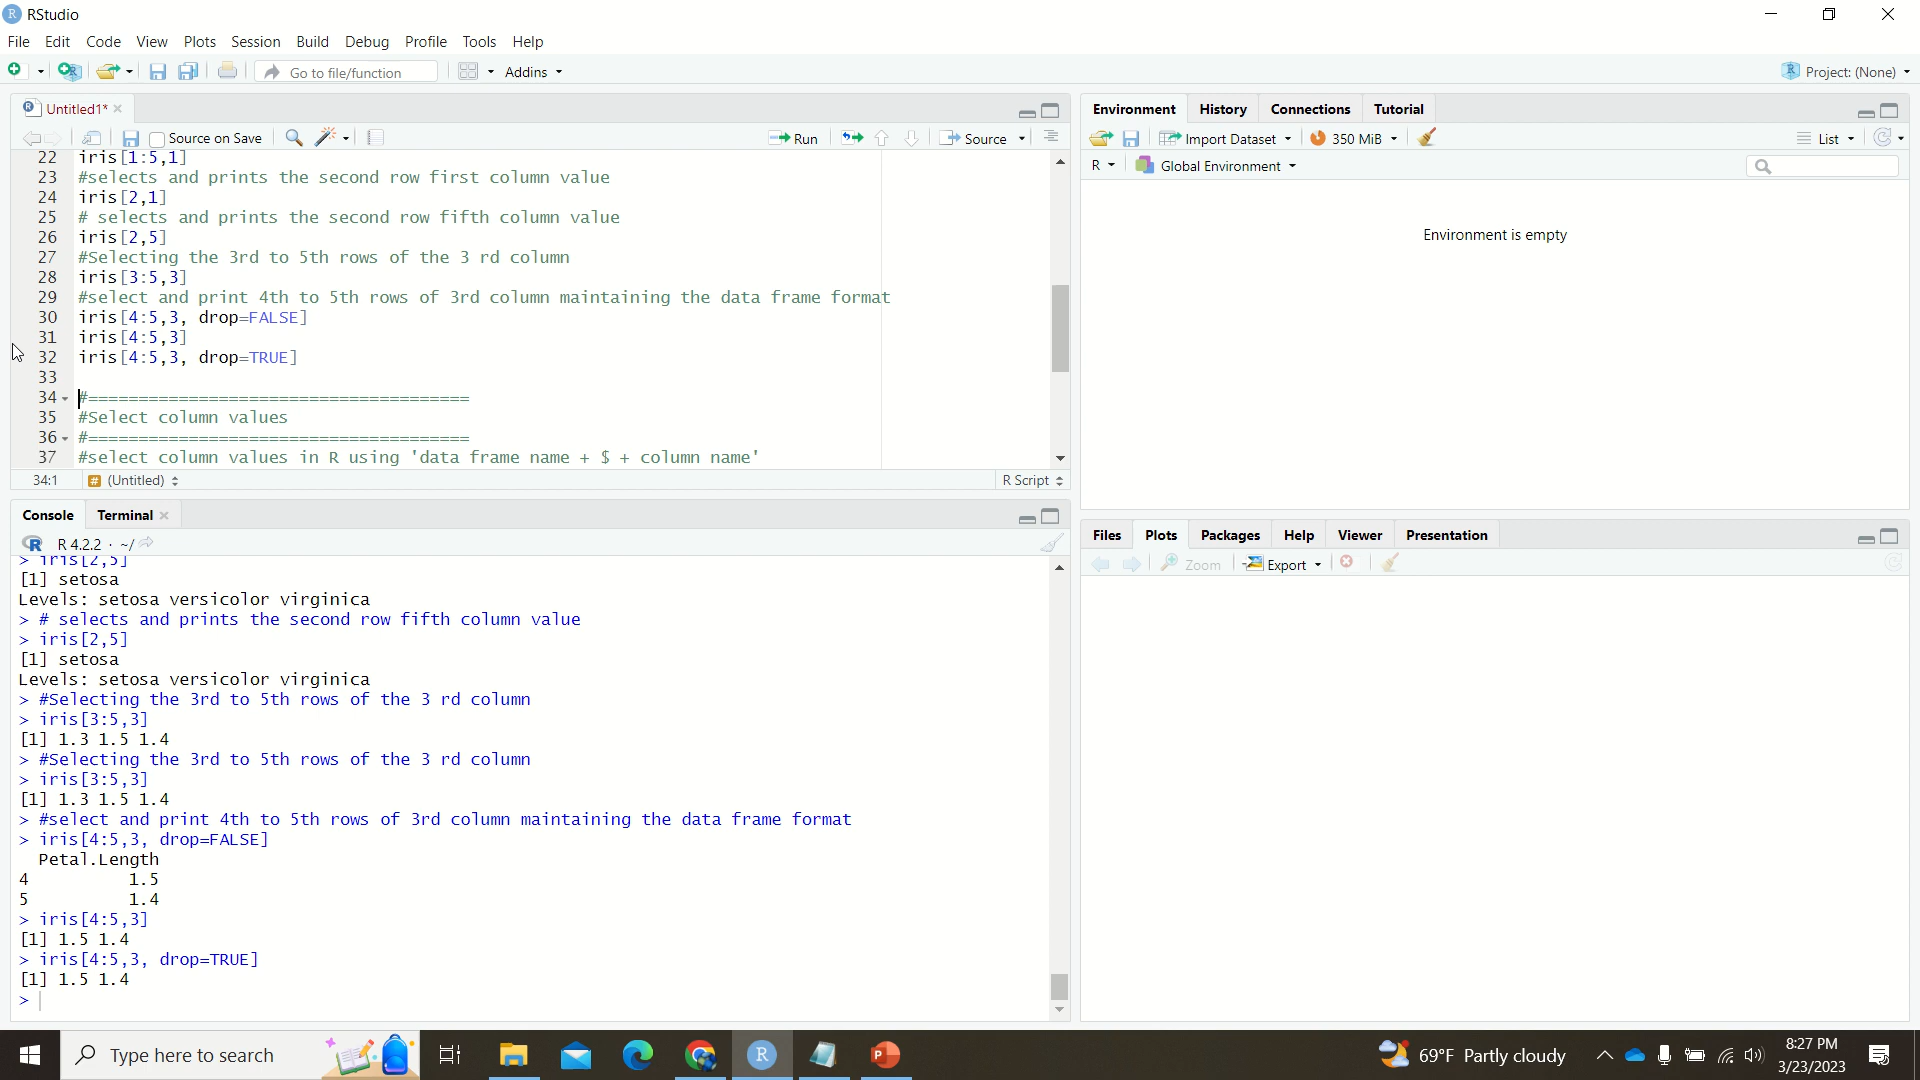 RStudio
File Edit Code View Plots Session Build Debug Profile Tools Help
Go to file/function Addins Project: (None)
Untitled1*
Source on Save Run Source
22 iris[1:5,1]
23 #selects and prints the second row first column value
24 iris[2,1]
25 # selects and prints the second row fifth column value
26 iris[2,5]
27 #Selecting the 3rd to 5th rows of the 3 rd column
28 iris[3:5,3]
29 #select and print 4th to 5th rows of 3rd column maintaining the data frame format
30 iris[4:5,3, drop=FALSE]
31 iris[4:5,3]
32 iris[4:5,3, drop=TRUE]
33
34 #======================================
35 #Select column values
36 #======================================
37 #select column values in R using 'data frame name + $ + column name'
34:1 # (Untitled) R Script
Console Terminal
R 4.2.2 · ~/
> iris[2,5]
[1] setosa
Levels: setosa versicolor virginica
> # selects and prints the second row fifth column value
> iris[2,5]
[1] setosa
Levels: setosa versicolor virginica
> #Selecting the 3rd to 5th rows of the 3 rd column
> iris[3:5,3]
[1] 1.3 1.5 1.4
> #Selecting the 3rd to 5th rows of the 3 rd column
> iris[3:5,3]
[1] 1.3 1.5 1.4
> #select and print 4th to 5th rows of 3rd column maintaining the data frame format
> iris[4:5,3, drop=FALSE]
Petal.Length
4 1.5
5 1.4
> iris[4:5,3]
[1] 1.5 1.4
> iris[4:5,3, drop=TRUE]
[1] 1.5 1.4
>
Environment History Connections Tutorial
Import Dataset 350 MiB List
R Global Environment
Environment is empty
Files Plots Packages Help Viewer Presentation
Zoom Export
Type here to search
69°F Partly cloudy
8:27 PM
3/23/2023